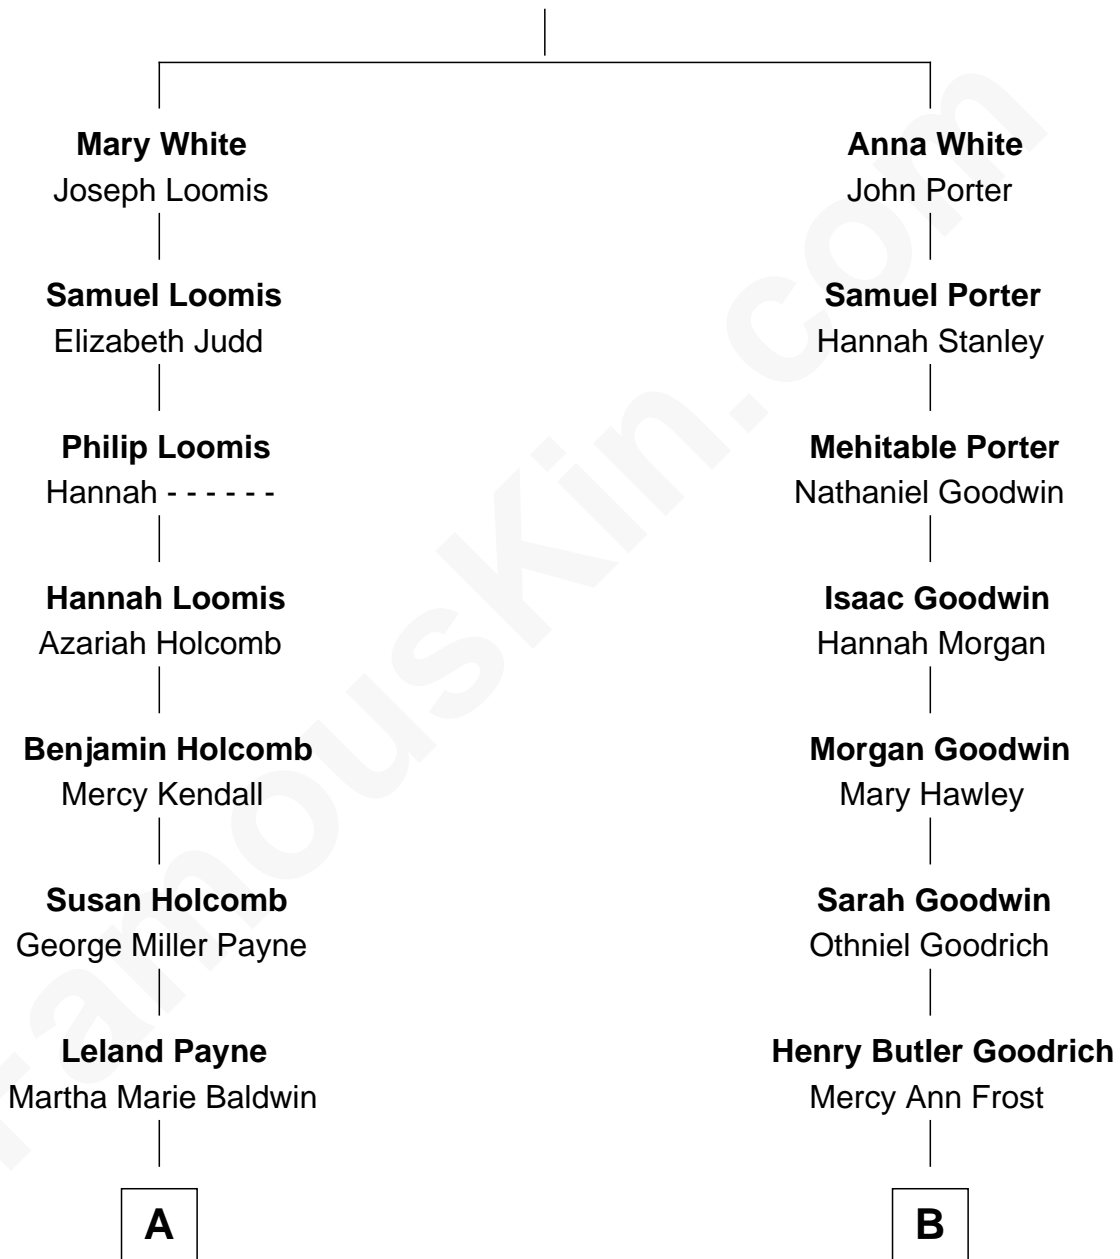 Mary White
Joseph Loomis
Samuel Loomis
Elizabeth Judd
Philip Loomis
Hannah - - - - - -
Hannah Loomis
Azariah Holcomb
Benjamin Holcomb
Mercy Kendall
Susan Holcomb
George Miller Payne
Leland Payne
Martha Marie Baldwin
A
Anna White
John Porter
Samuel Porter
Hannah Stanley
Mehitable Porter
Nathaniel Goodwin
Isaac Goodwin
Hannah Morgan
Morgan Goodwin
Mary Hawley
Sarah Goodwin
Othniel Goodrich
Henry Butler Goodrich
Mercy Ann Frost
B
FamousKin.com